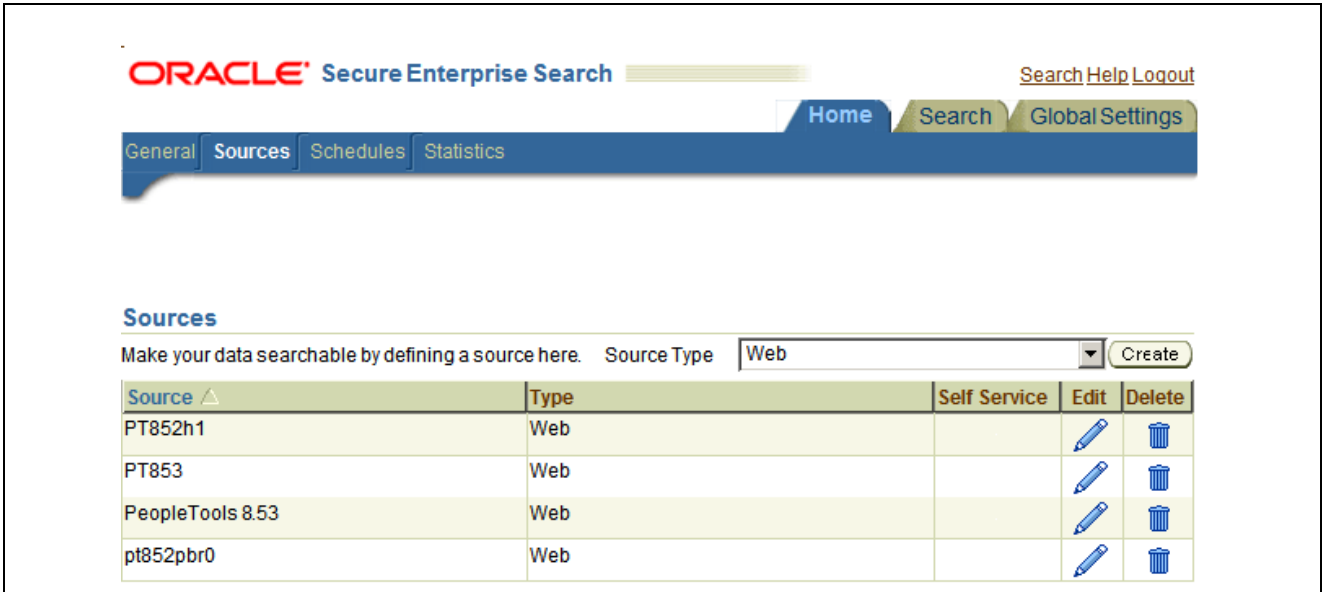 ORACLE Secure Enterprise Search
Search Help Logout
Home Search Global Settings
General Sources Schedules Statistics
Sources
Make your data searchable by defining a source here. Source Type Web Create
Source Type Self Service Edit Delete
PT852h1 Web
PT853 Web
PeopleTools 8.53 Web
pt852pbr0 Web